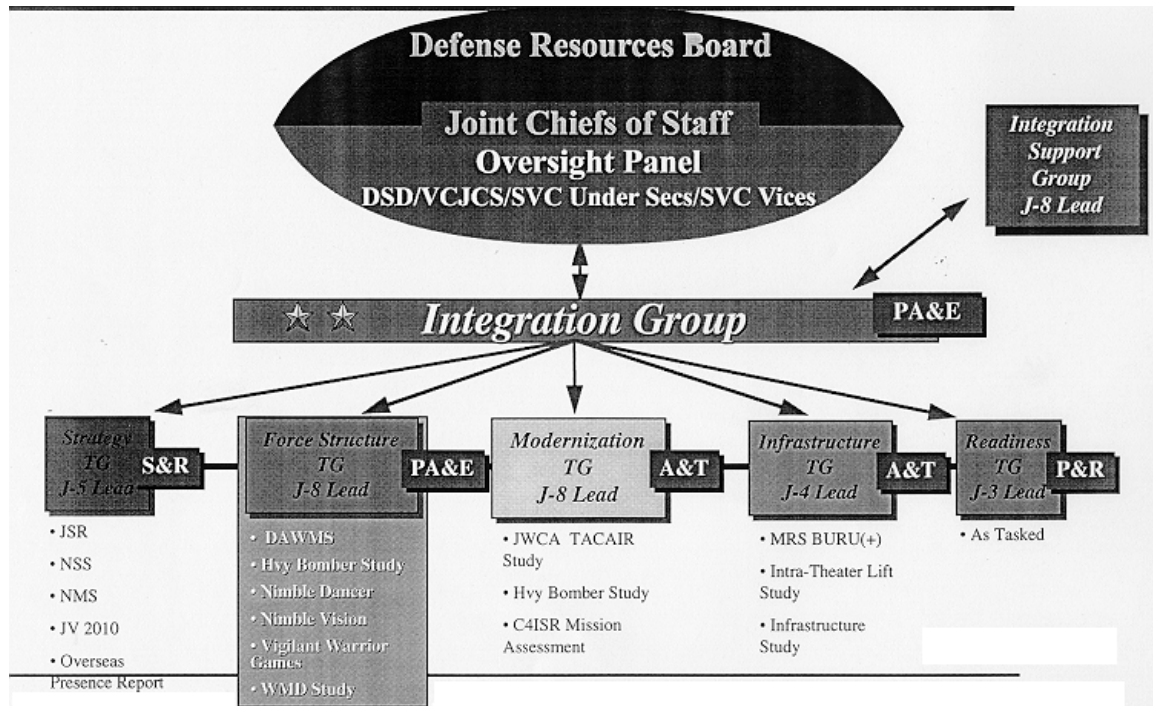 Defense Resources Board
Joint Chiefs of Staff
Oversight Panel
DSD/VCJCS/SVC Under Secs/SVC Vices
Integration
Support
Group
J-8 Lead
Integration Group
PA&E
Strategy
TG
J-5 Lead
S&R
• JSR
• NSS
• NMS
• JV 2010
• Overseas
Presence Report
Force Structure
TG
J-8 Lead
PA&E
• DAWMS
• Hvy Bomber Study
• Nimble Dancer
• Nimble Vision
• Vigilant Warrior
Games
• WMD Study
Modernization
TG
J-8 Lead
A&T
• JWCA TACAIR
Study
• Hvy Bomber Study
• C4ISR Mission
Assessment
Infrastructure
TG
J-4 Lead
A&T
• MRS BURU(+)
• Intra-Theater Lift
Study
• Infrastructure
Study
Readiness
TG
J-3 Lead
P&R
• As Tasked